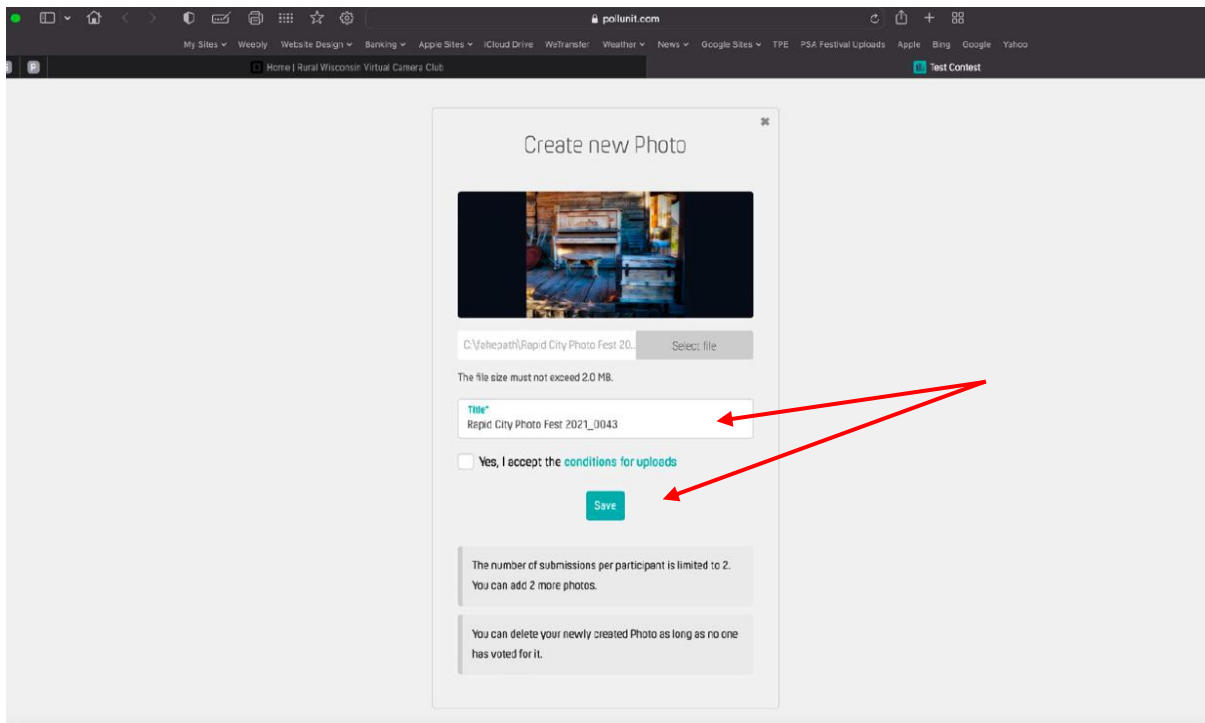 pollunit.com
My Sites Weebly Website Design Banking Apple Sites iCloud Drive WeTransfer Weather News Google Sites TPE PSA Festival Uploads Apple Bing Google Yahoo
P Home | Rural Wisconsin Virtual Camera Club Test Contest
Create new Photo
C:\fakepath\Rapid City Photo Fest 20... Select file
The file size must not exceed 2.0 MB.
Title*
Rapid City Photo Fest 2021_0043
Yes, I accept the conditions for uploads
Save
The number of submissions per participant is limited to 2.
You can add 2 more photos.
You can delete your newly created Photo as long as no one
has voted for it.